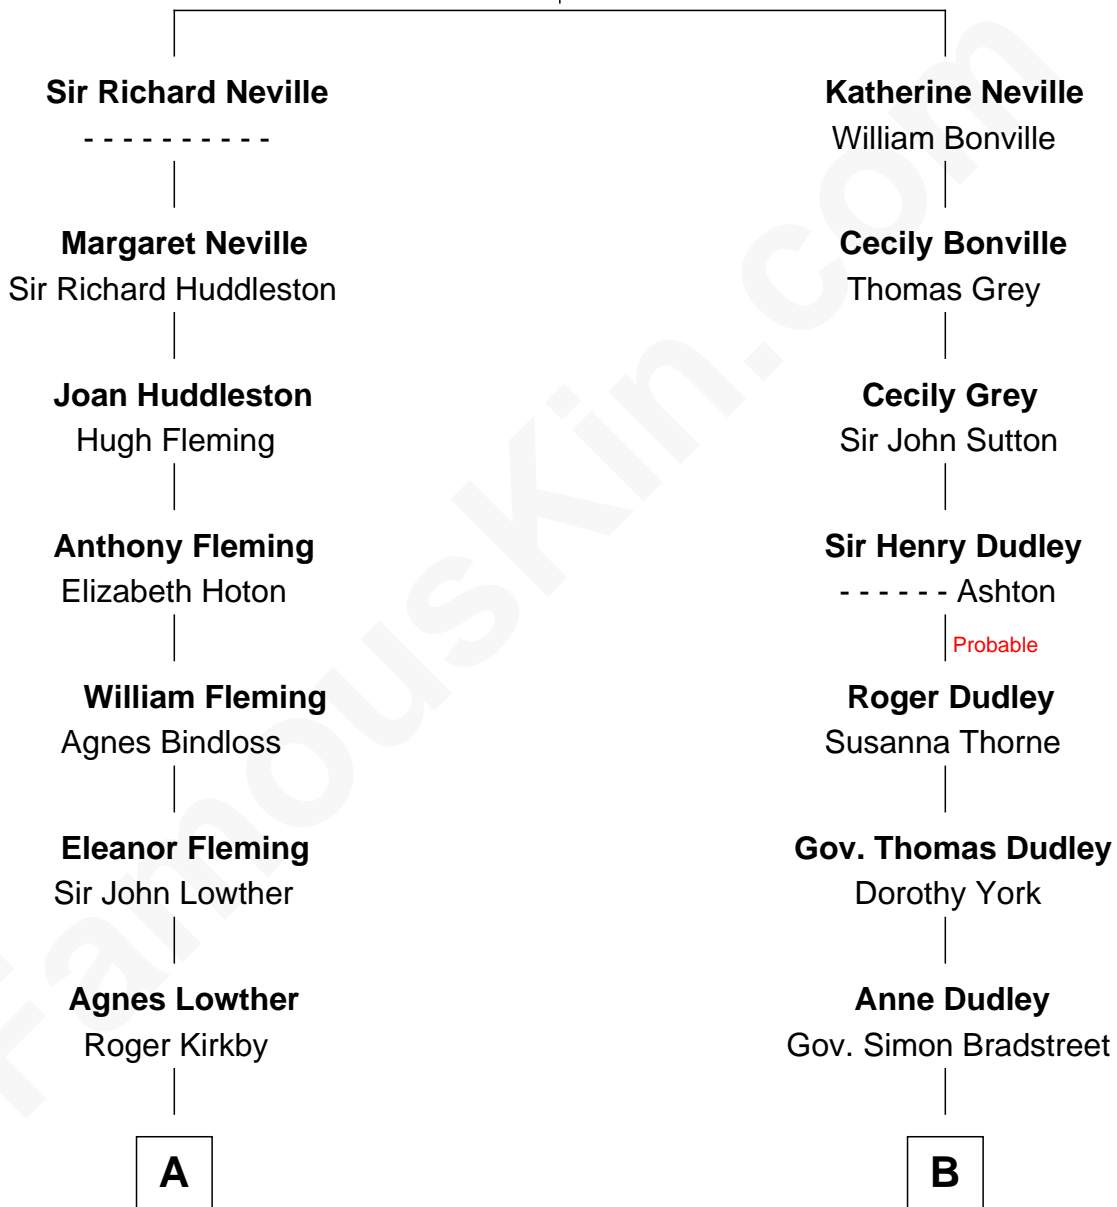 Sir Richard Neville
- - - - - - - - - -
Margaret Neville
Sir Richard Huddleston
Joan Huddleston
Hugh Fleming
Anthony Fleming
Elizabeth Hoton
William Fleming
Agnes Bindloss
Eleanor Fleming
Sir John Lowther
Agnes Lowther
Roger Kirkby
A
Katherine Neville
William Bonville
Cecily Bonville
Thomas Grey
Cecily Grey
Sir John Sutton
Sir Henry Dudley
- - - - - - Ashton
Probable
Roger Dudley
Susanna Thorne
Gov. Thomas Dudley
Dorothy York
Anne Dudley
Gov. Simon Bradstreet
B
FamousKin.com